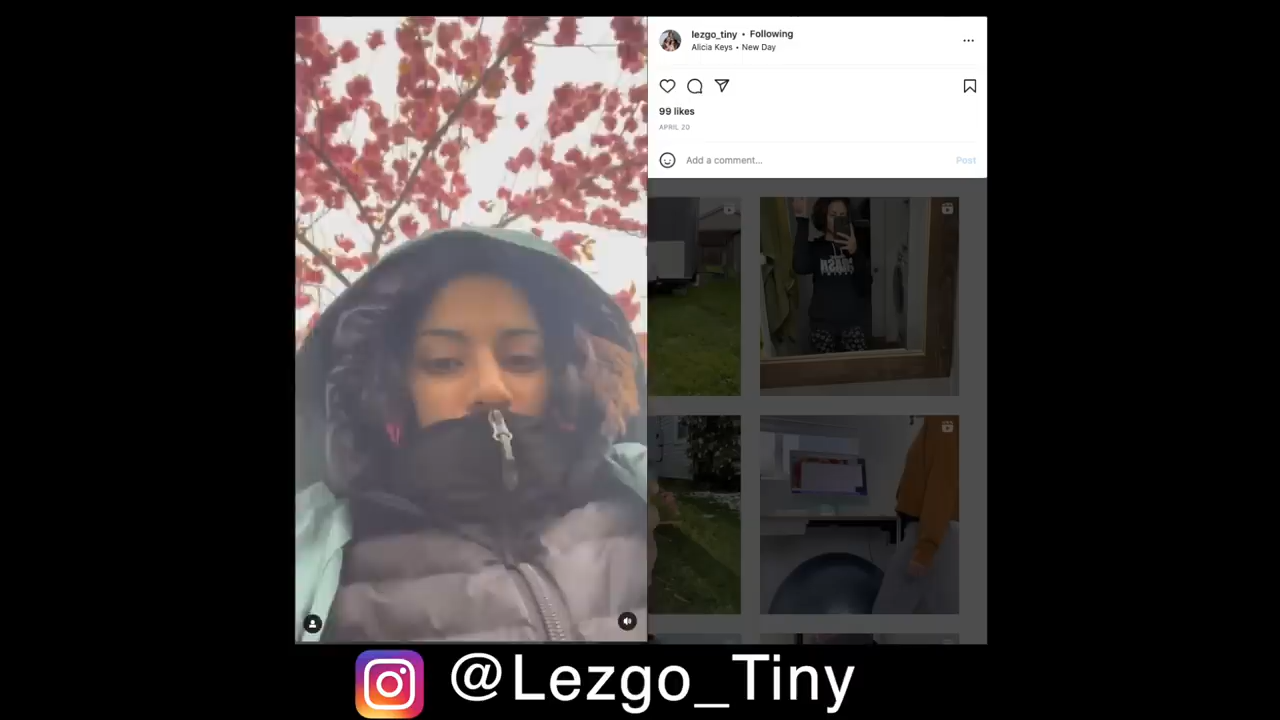 lezgo_tiny • Following
Alicia Keys • New Day
99 likes
APRIL 20
Add a comment...
Post
@Lezgo_Tiny